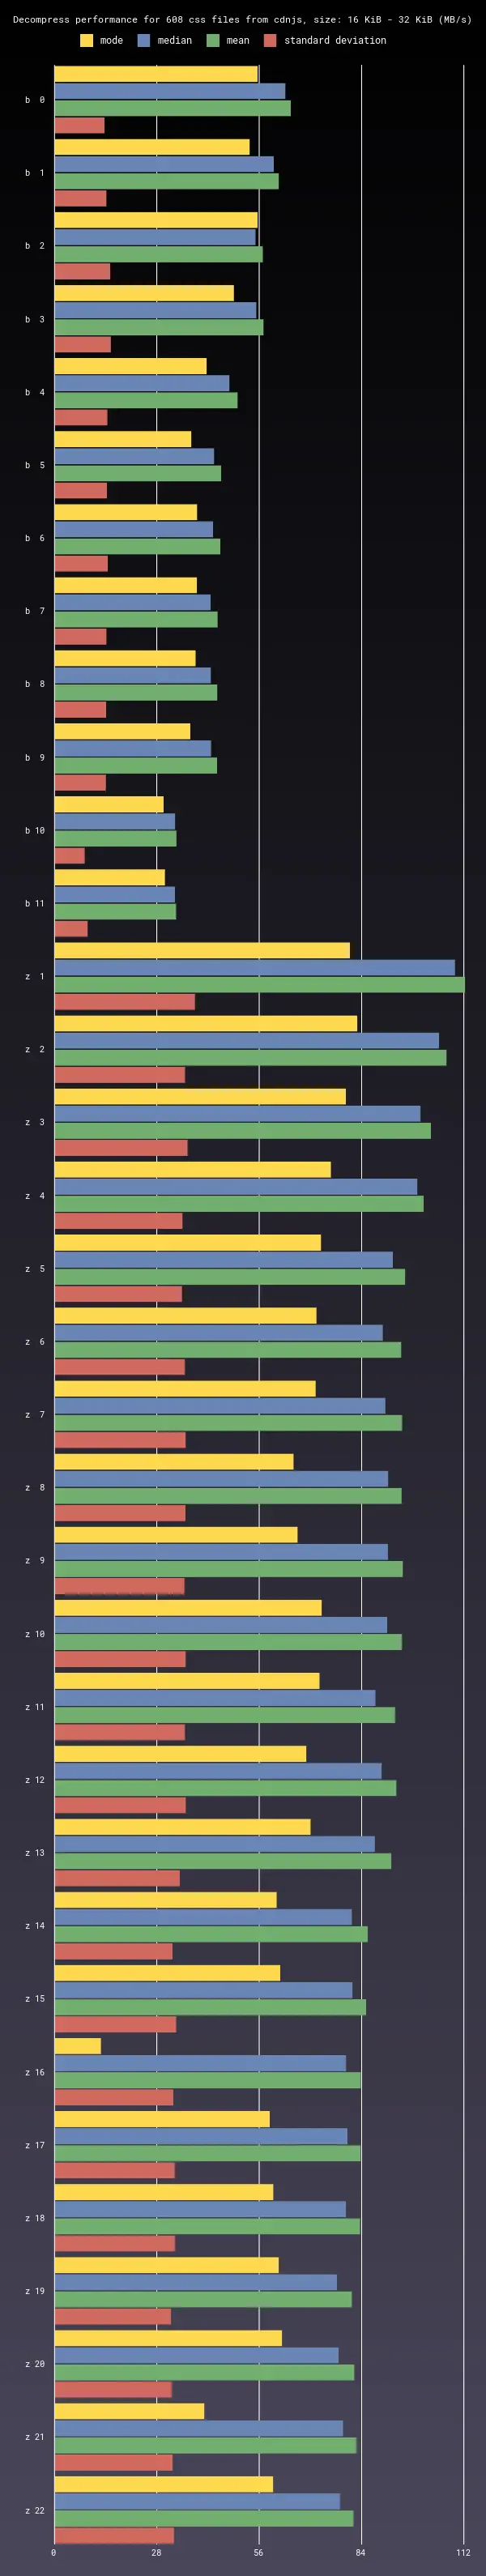 Decompress performance for 608 css files from cdnjs, size: 16 KiB - 32 KiB (MB/s)
mode median mean standard deviation
b 0
b 1
b 2
b 3
b 4
b 5
b 6
b 7
b 8
b 9
b 10
b 11
z 1
z 2
z 3
z 4
z 5
z 6
z 7
z 8
z 9
z 10
z 11
z 12
z 13
z 14
z 15
z 16
z 17
z 18
z 19
z 20
z 21
z 22
0 28 56 84 112